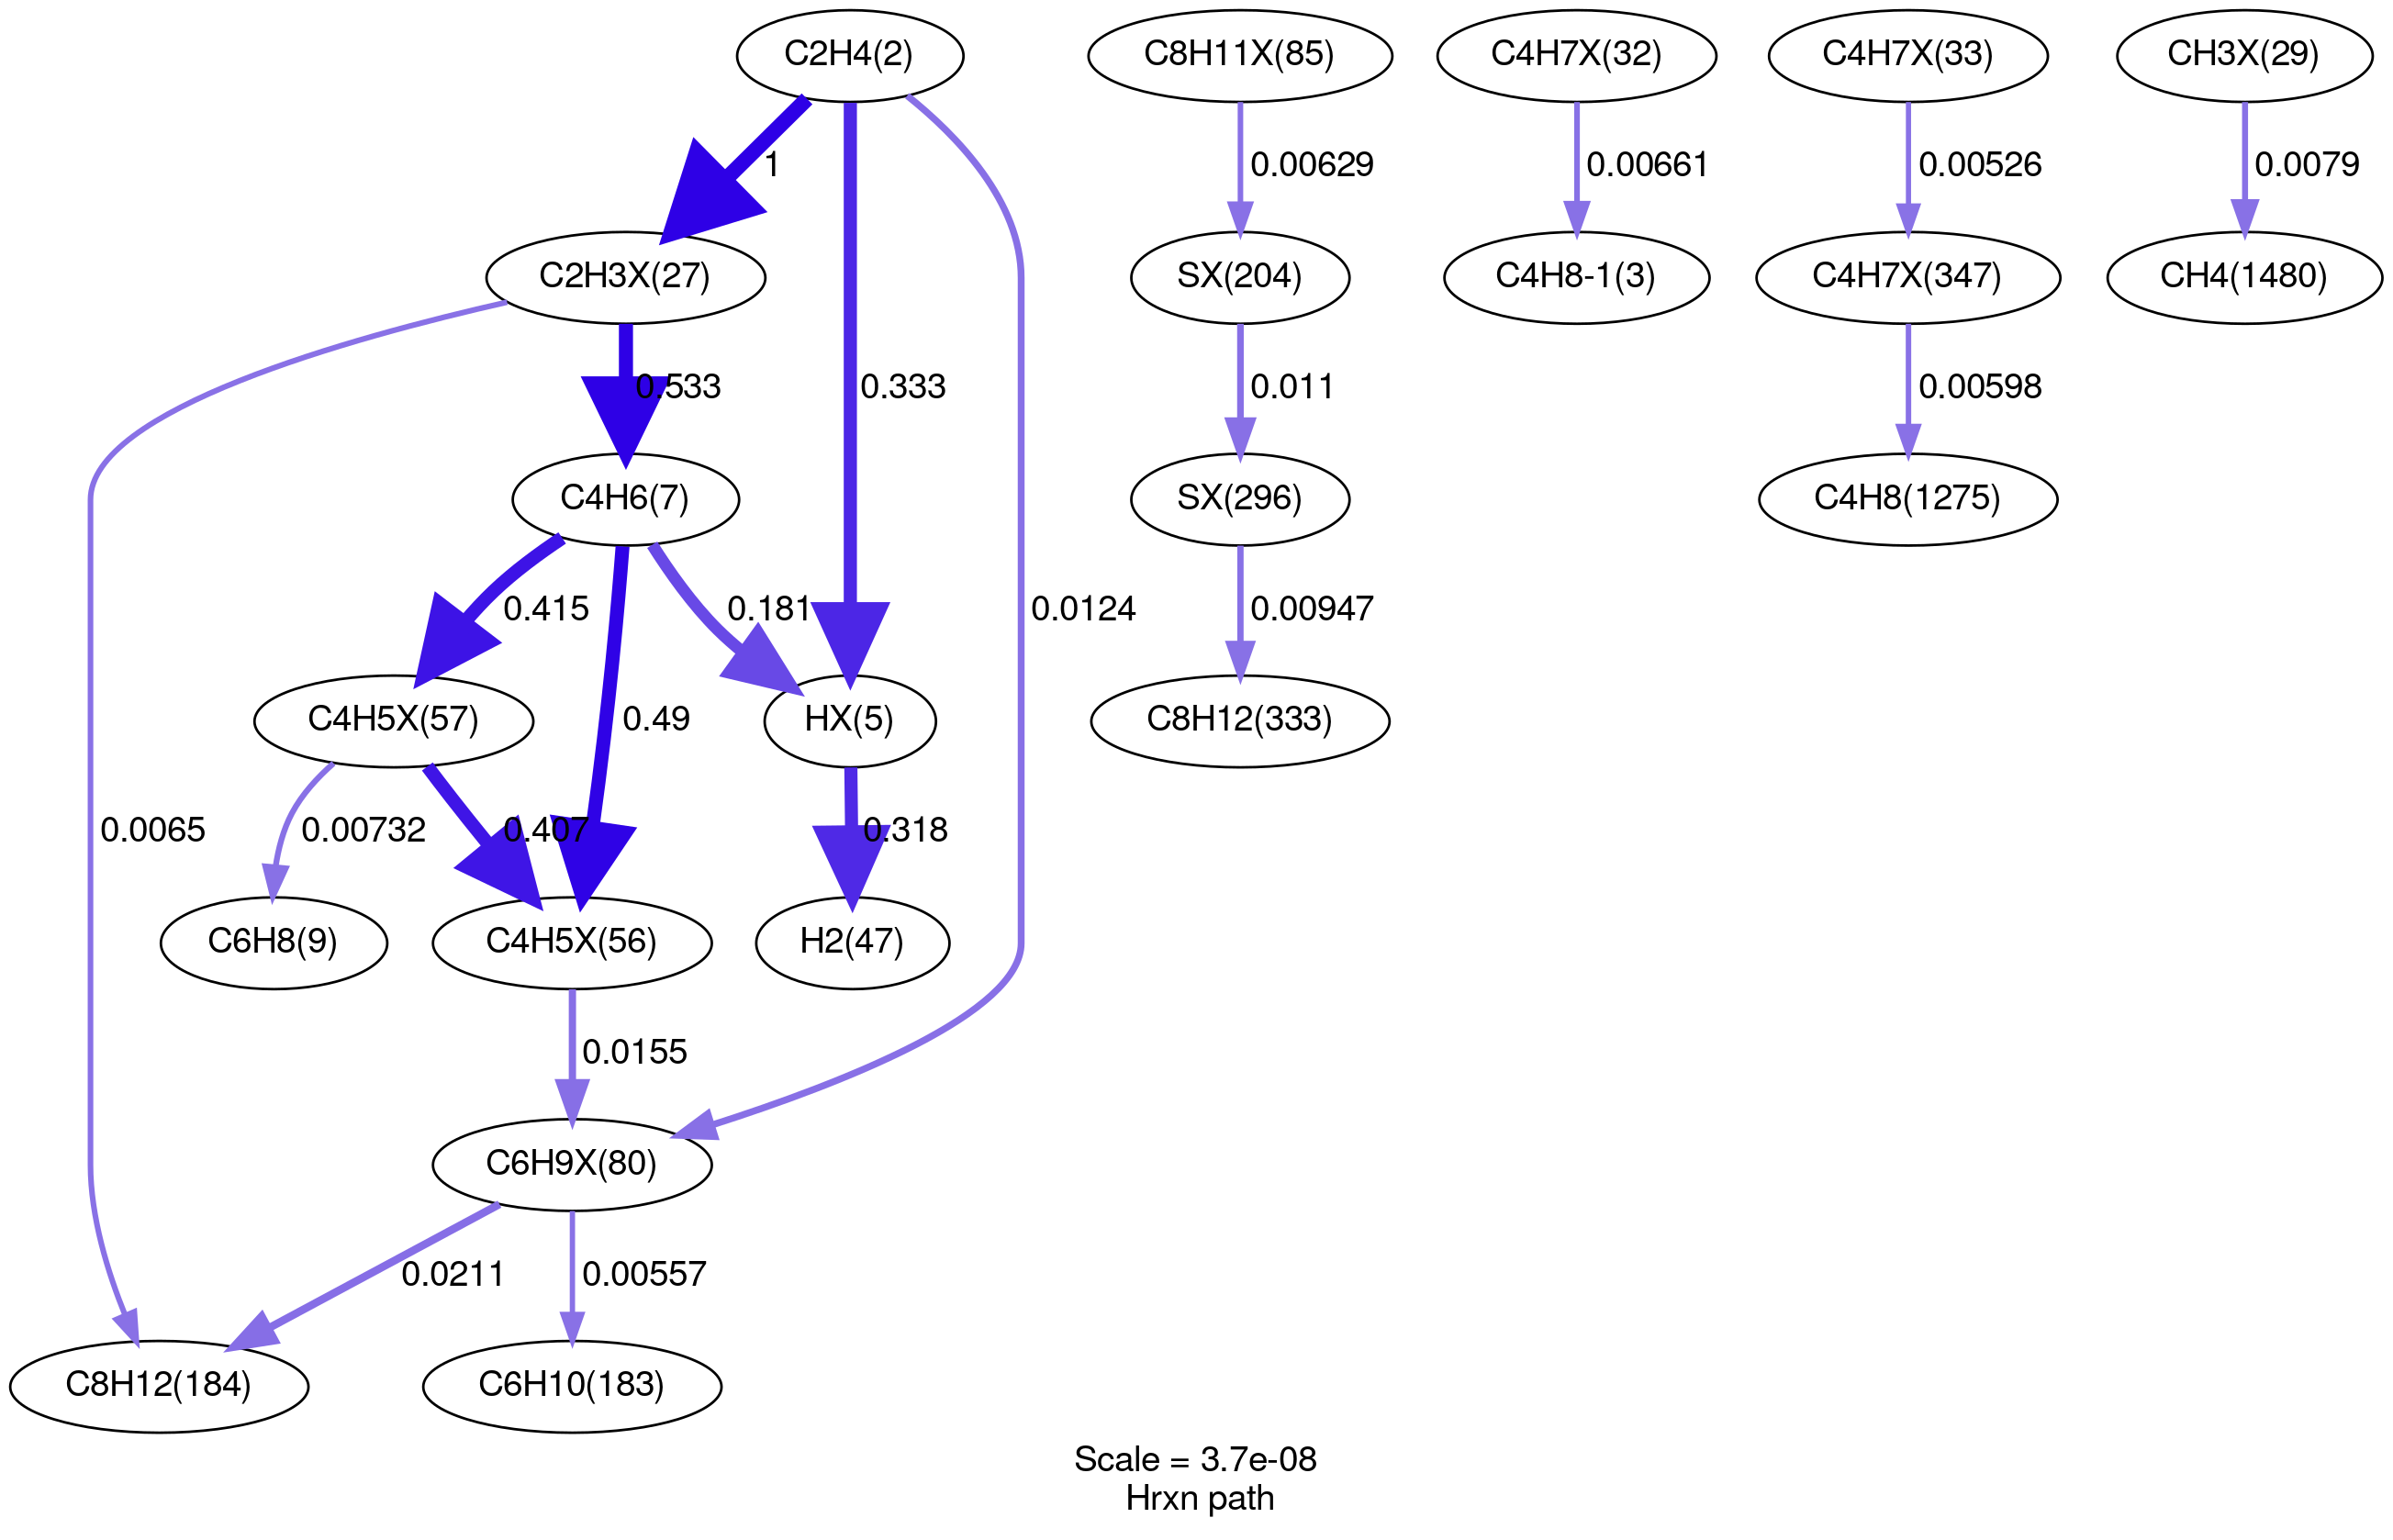 C2H4(2)
C8H11X(85)
C4H7X(32)
C4H7X(33)
CH3X(29)
1
0.00629
0.00661
0.00526
0.0079
C2H3X(27)
SX(204)
C4H8-1(3)
C4H7X(347)
CH4(1480)
0.533
0.333
0.011
0.00598
C4H6(7)
SX(296)
C4H8(1275)
0.415
0.181
0.0124
0.00947
C4H5X(57)
0.49
HX(5)
C8H12(333)
0.0065
0.00732
0.407
0.318
C6H8(9)
C4H5X(56)
H2(47)
0.0155
C6H9X(80)
0.0211
0.00557
C8H12(184)
C6H10(183)
Scale = 3.7e-08
Hrxn path